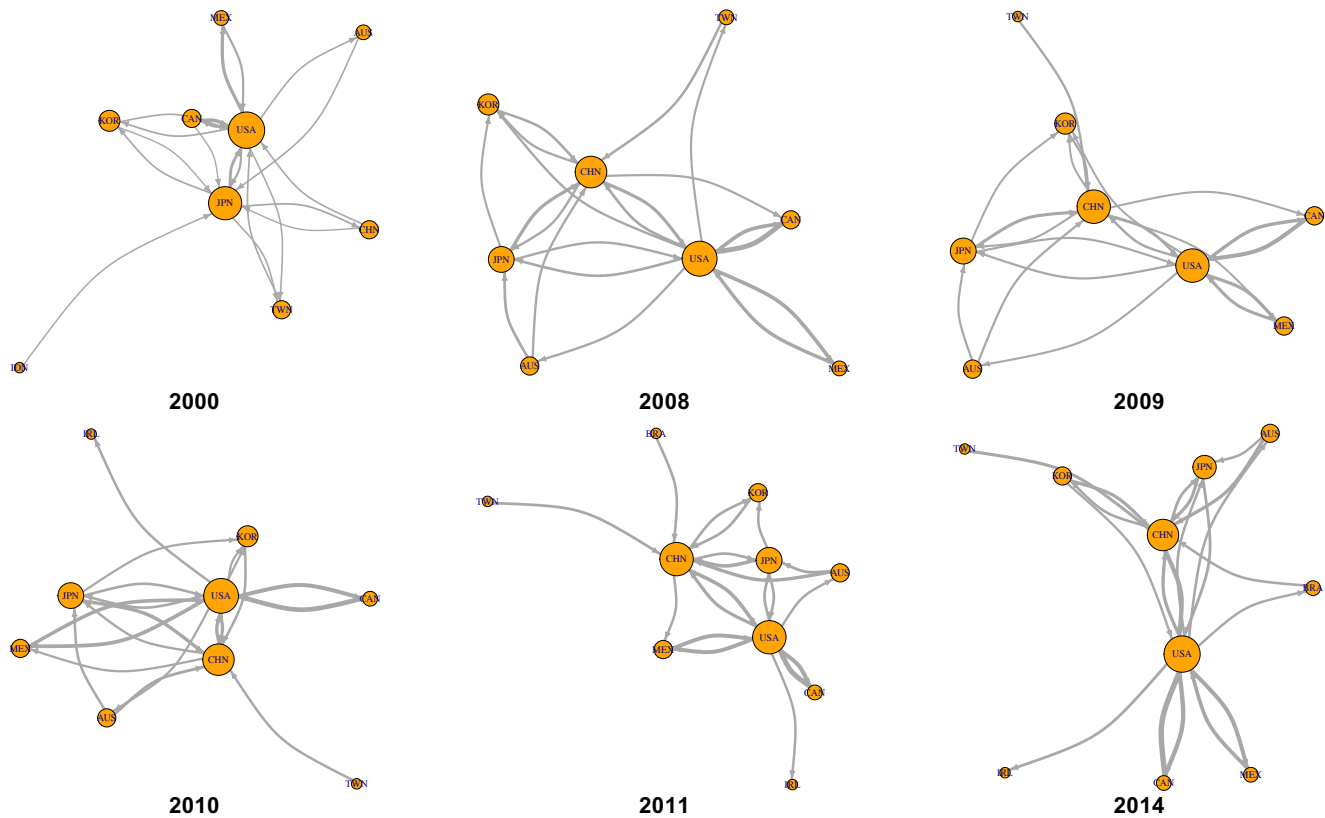 MEX
AUS
KOR
CAN
USA
JPN
CHN
TWN
IDN
2000
TWN
KOR
CHN
CAN
JPN
USA
AUS
MEX
2008
TWN
KOR
CHN
CAN
JPN
USA
MEX
AUS
2009
IRL
KOR
JPN
USA
CAN
MEX
CHN
AUS
TWN
2010
BRA
KOR
TWN
CHN
JPN
AUS
USA
MEX
CAN
IRL
2011
AUS
TWN
JPN
KOR
CHN
BRA
USA
IRL
CAN
MEX
2014